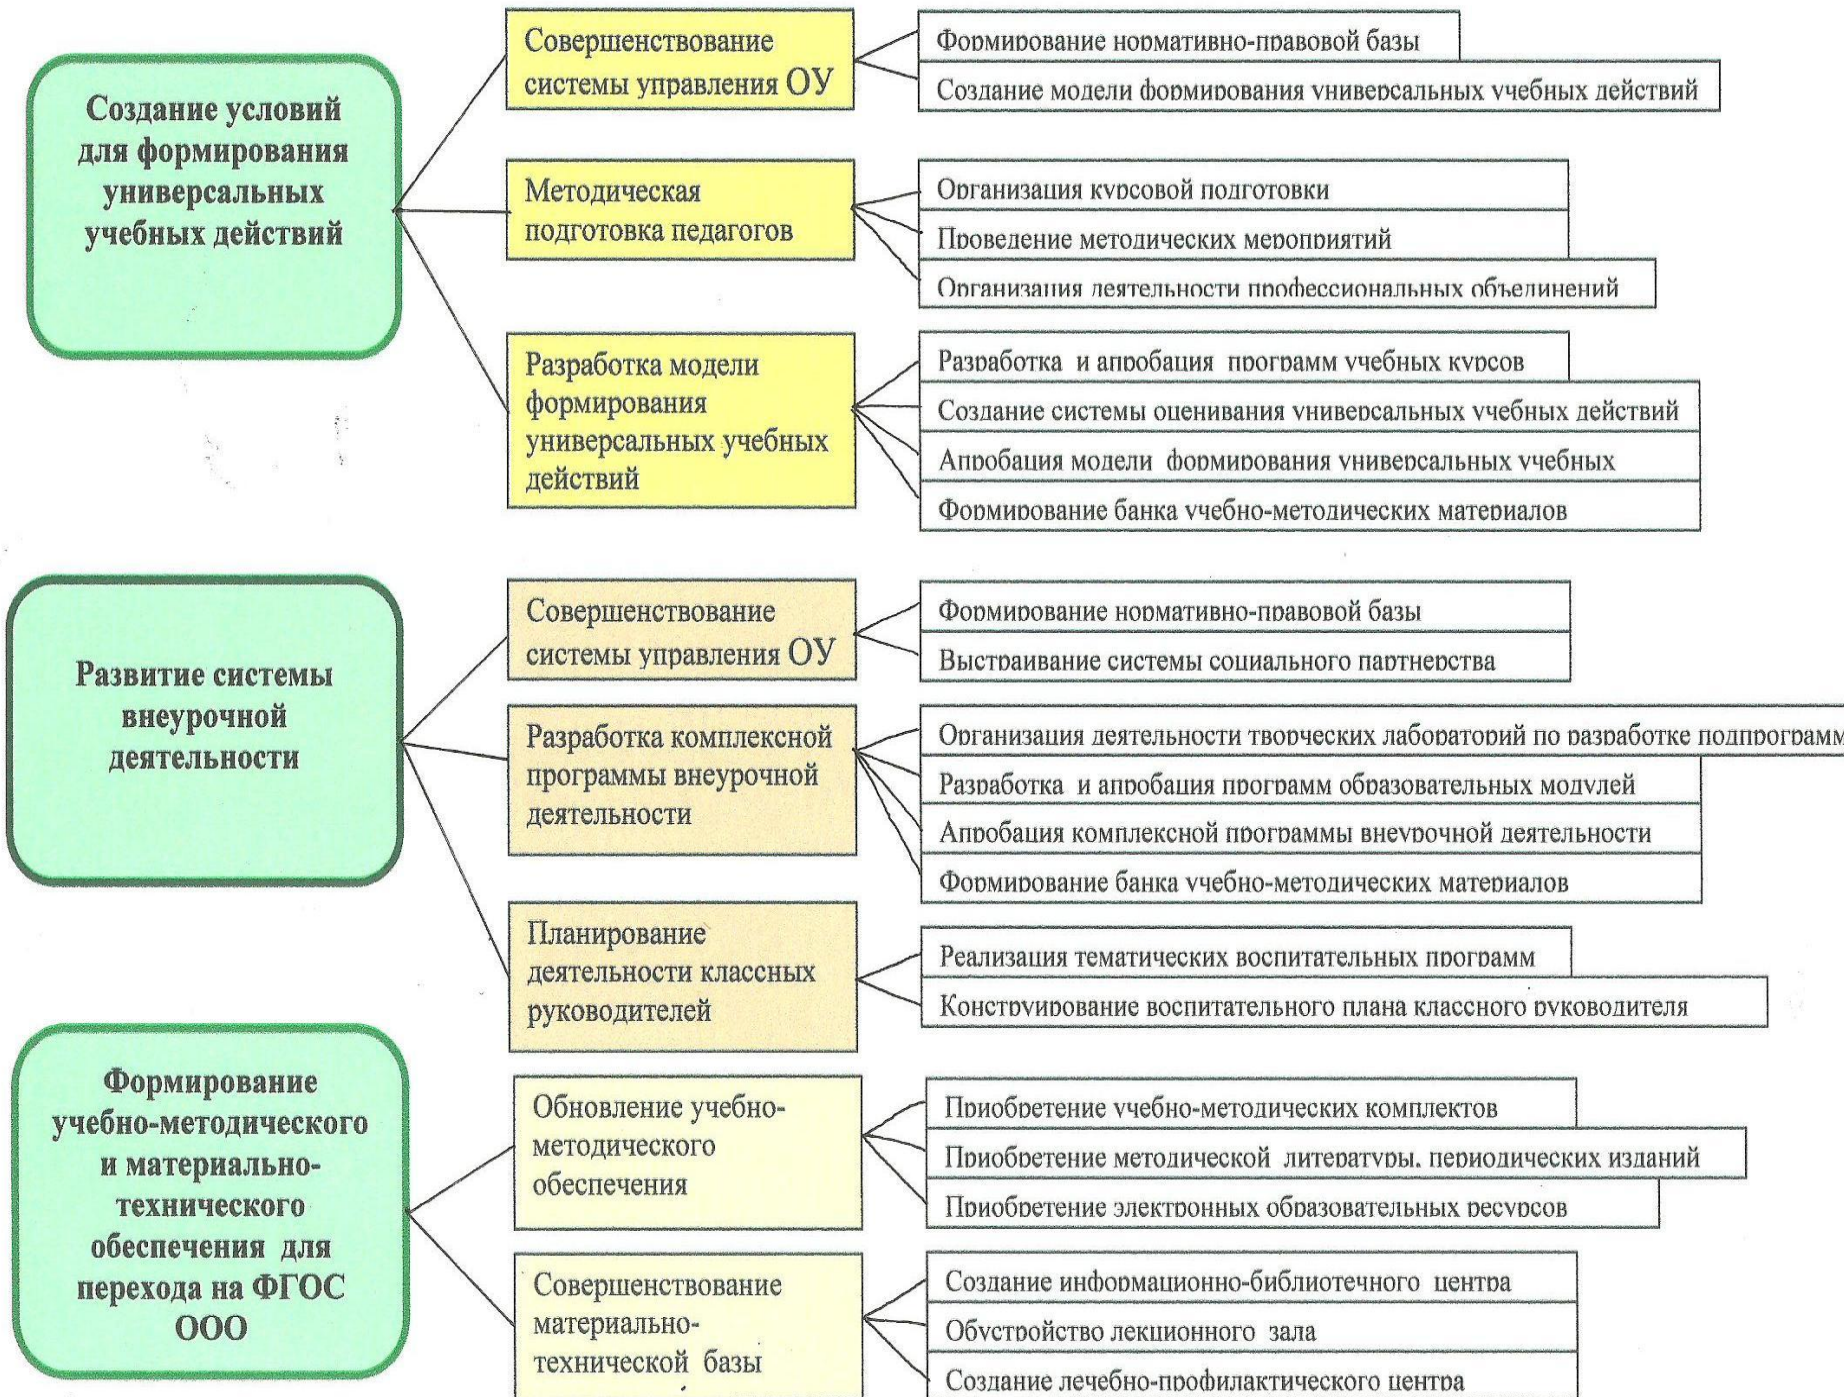 Создание условий
для формирования
универсальных
учебных действий
Совершенствование
системы управления ОУ
Формирование нормативно-правовой базы
Создание модели формирования универсальных учебных действий
Методическая
подготовка педагогов
Организация курсовой подготовки
Проведение методических мероприятий
Организация деятельности профессиональных объединений
Разработка модели
формирования
универсальных учебных
действий
Разработка и апробация программ учебных курсов
Создание системы оценивания универсальных учебных действий
Апробация модели формирования универсальных учебных
Формирование банка учебно-методических материалов
Развитие системы
внеурочной
деятельности
Совершенствование
системы управления ОУ
Формирование нормативно-правовой базы
Выстраивание системы социального партнерства
Разработка комплексной
программы внеурочной
деятельности
Организация деятельности творческих лабораторий по разработке подпрограмм
Разработка и апробация программ образовательных модулей
Апробация комплексной программы внеурочной деятельности
Формирование банка учебно-методических материалов
Планирование
деятельности классных
руководителей
Реализация тематических воспитательных программ
Конструирование воспитательного плана классного руководителя
Формирование
учебно-методического
и материально-
технического
обеспечения для
перехода на ФГОС
ООО
Обновление учебно-
методического
обеспечения
Приобретение учебно-методических комплектов
Приобретение методической литературы, периодических изданий
Приобретение электронных образовательных ресурсов
Совершенствование
материально-
технической базы
Создание информационно-библиотечного центра
Обустройство лекционного зала
Создание лечебно-профилактического центра